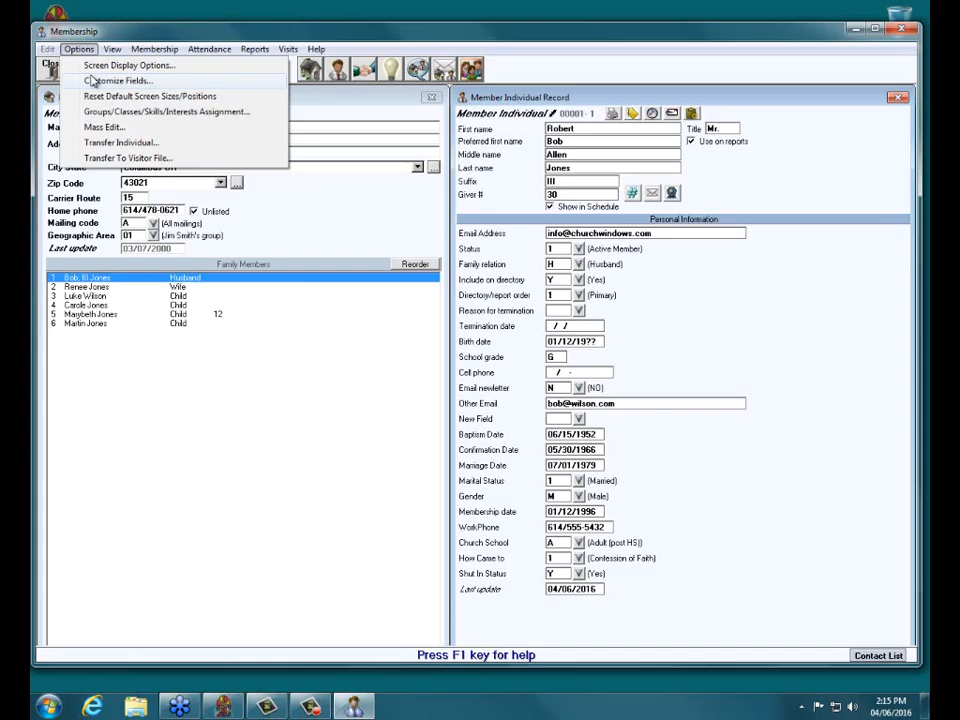 Membership
Edit Options View Membership Attendance Reports Visits Help
Screen Display Options...
Customize Fields...
Reset Default Screen Sizes/Positions
Groups/Classes/Skills/Interests Assignment...
Mass Edit...
Transfer Individual...
Transfer To Visitor File...
Zip Code 43021 ...
Carrier Route 15
Home phone 614/478-0621 Unlisted
Mailing code A (All mailings)
Geographic Area 01 (Jim Smith's group)
Last update 03/07/2000
Family Members Reorder
1 Bob, III Jones Husband
2 Renee Jones Wife
3 Luke Wilson Child
4 Carole Jones Child
5 Marybeth Jones Child 12
6 Martin Jones Child
Member Individual Record
Member Individual 00001- 1 Title Mr.
First name Robert
Preferred first name Bob Use on reports
Middle name Allen
Last name Jones
Suffix III
Giver # 30 #
Show in Schedule
Personal Information
Email Address info@churchwindows.com
Status 1 (Active Member)
Family relation H (Husband)
Include on directory Y (Yes)
Directory/report order 1 (Primary)
Reason for termination
Termination date / /
Birth date 01/12/19??
School grade G
Cell phone / -
Email newletter N (NO)
Other Email bob@wilson.com
New Field
Baptism Date 06/15/1952
Confirmation Date 05/30/1966
Marriage Date 07/01/1979
Marital Status 1 (Married)
Gender M (Male)
Membership date 01/12/1996
WorkPhone 614/555-5432
Church School A (Adult (post HS))
How Came to 1 (Confession of Faith)
Shut In Status Y (Yes)
Last update 04/06/2016
Press F1 key for help
Contact List
2:15 PM
04/06/2016